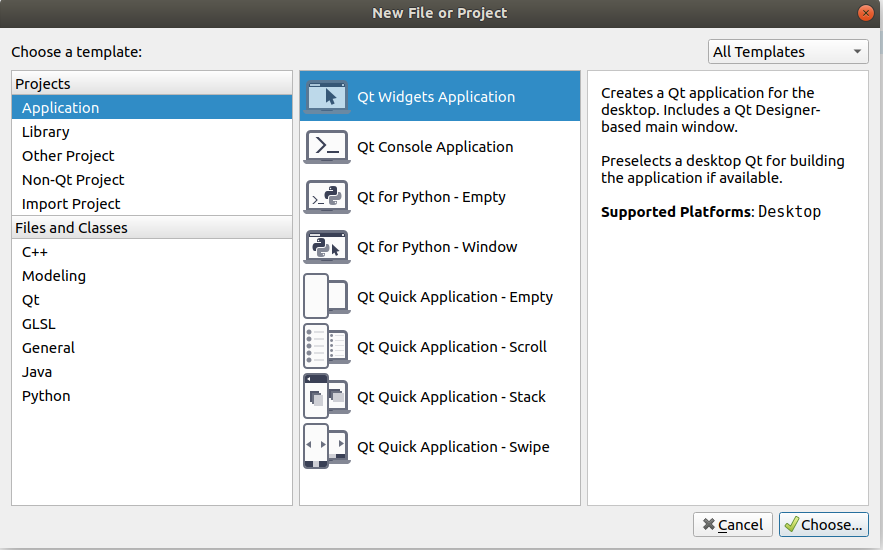 New File or Project
Choose a template:
All Templates
Projects
Application
Library
Other Project
Non-Qt Project
Import Project
Files and Classes
C++
Modeling
Qt
GLSL
General
Java
Python
Qt Widgets Application
Qt Console Application
Qt for Python - Empty
Qt for Python - Window
Qt Quick Application - Empty
Qt Quick Application - Scroll
Qt Quick Application - Stack
Qt Quick Application - Swipe
Creates a Qt application for the
desktop. Includes a Qt Designer-
based main window.
Preselects a desktop Qt for building
the application if available.
Supported Platforms: Desktop
Cancel
Choose...